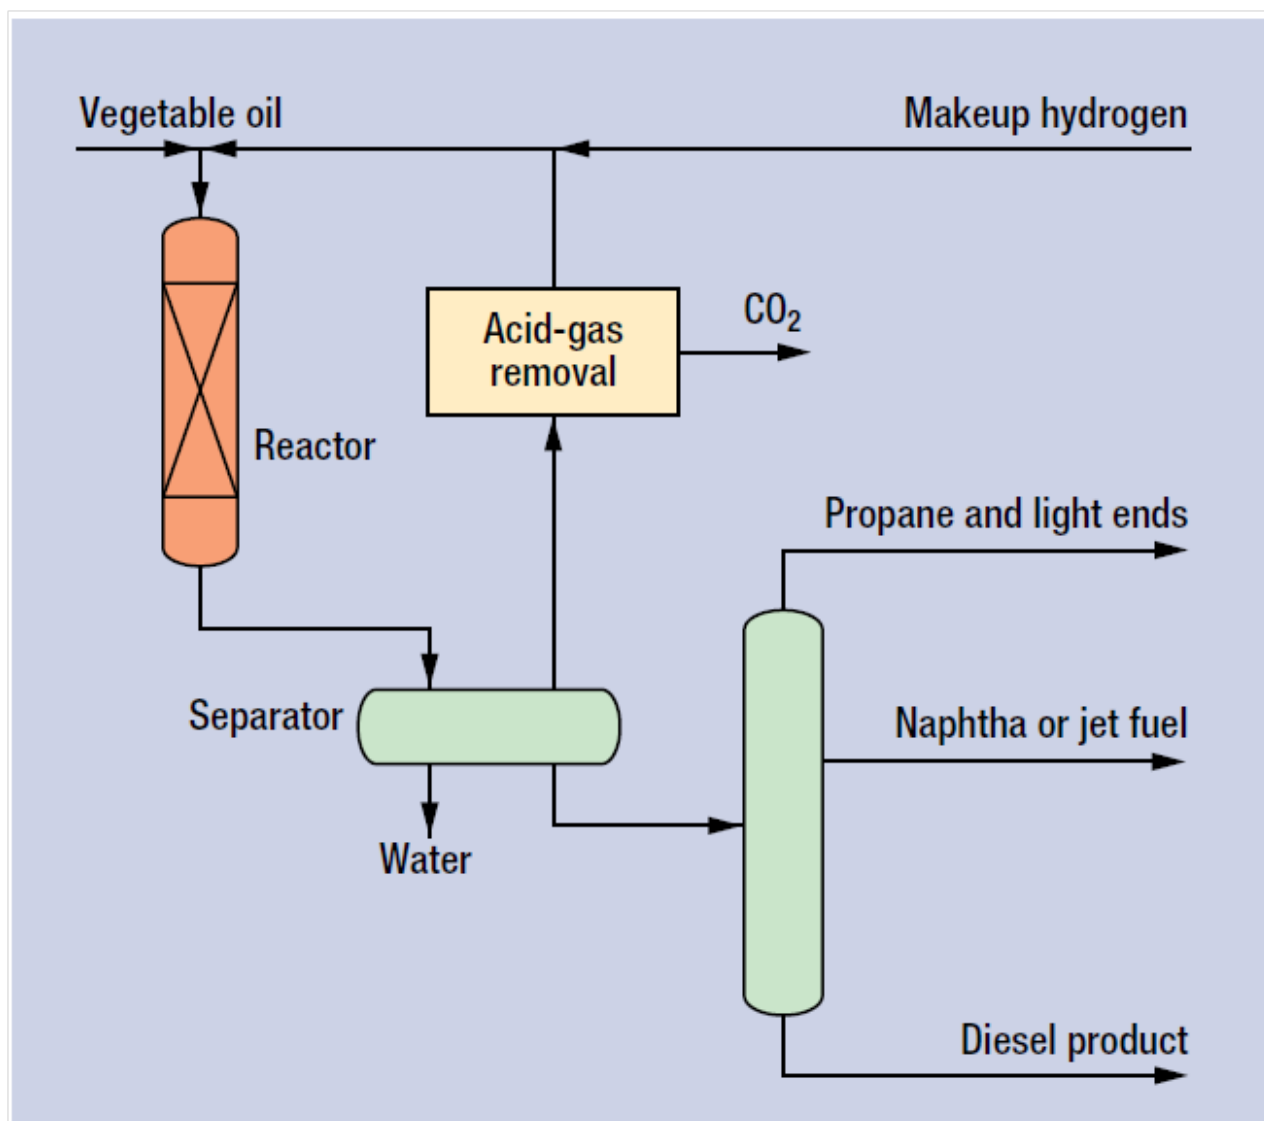 Vegetable oil
Makeup hydrogen
CO₂
Acid-gas
removal
Reactor
Propane and light ends
Separator
Naphtha or jet fuel
Water
Diesel product